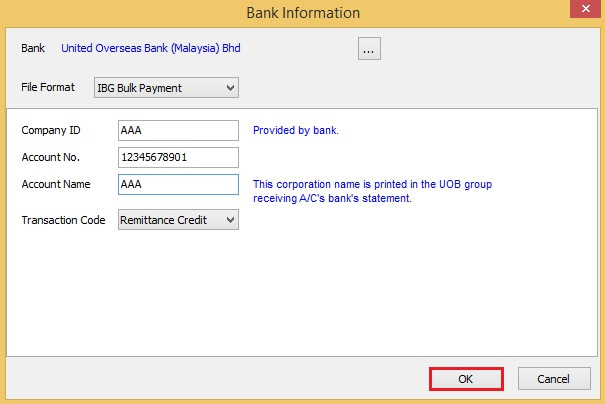 Bank Information
Bank United Overseas Bank (Malaysia) Bhd ...
File Format IBG Bulk Payment
Company ID AAA Provided by bank.
Account No. 12345678901
Account Name AAA This corporation name is printed in the UOB group
receiving A/C's bank's statement.
Transaction Code Remittance Credit
OK Cancel